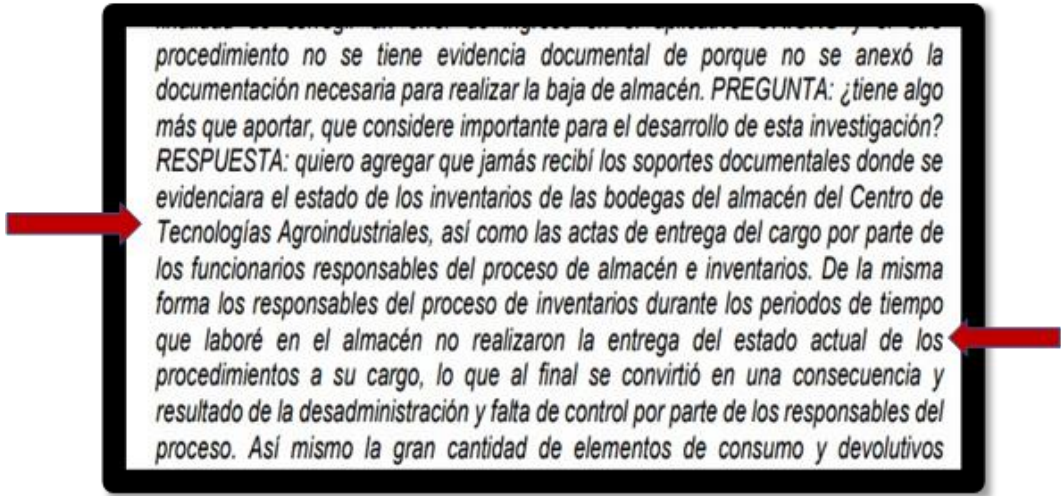 procedimiento no se tiene evidencia documental de porque no se anexó la
documentación necesaria para realizar la baja de almacén. PREGUNTA: ¿tiene algo
más que aportar, que considere importante para el desarrollo de esta investigación?
RESPUESTA: quiero agregar que jamás recibí los soportes documentales donde se
evidenciara el estado de los inventarios de las bodegas del almacén del Centro de
Tecnologías Agroindustriales, así como las actas de entrega del cargo por parte de
los funcionarios responsables del proceso de almacén e inventarios. De la misma
forma los responsables del proceso de inventarios durante los periodos de tiempo
que laboré en el almacén no realizaron la entrega del estado actual de los
procedimientos a su cargo, lo que al final se convirtió en una consecuencia y
resultado de la desadministración y falta de control por parte de los responsables del
proceso. Así mismo la gran cantidad de elementos de consumo y devolutivos